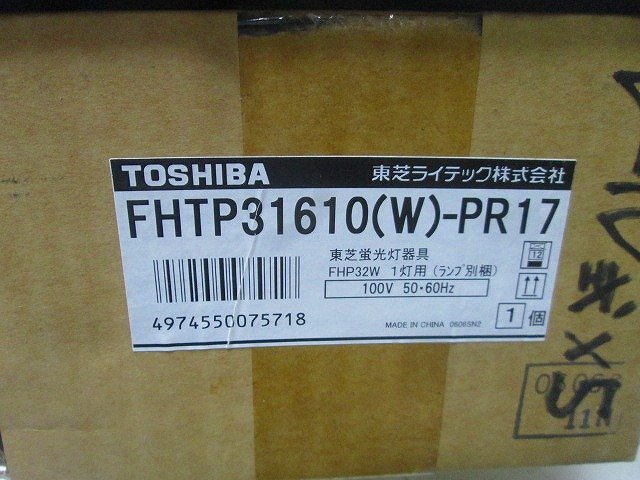 TOSHIBA 東芝ライテック株式会社
FHTP31610(W)-PR17
東芝蛍光灯器具
FHP32W 1灯用 (ランプ別梱)
100V 50・60Hz
12
4974550075718
MADE IN CHINA 0606SN2
1 個